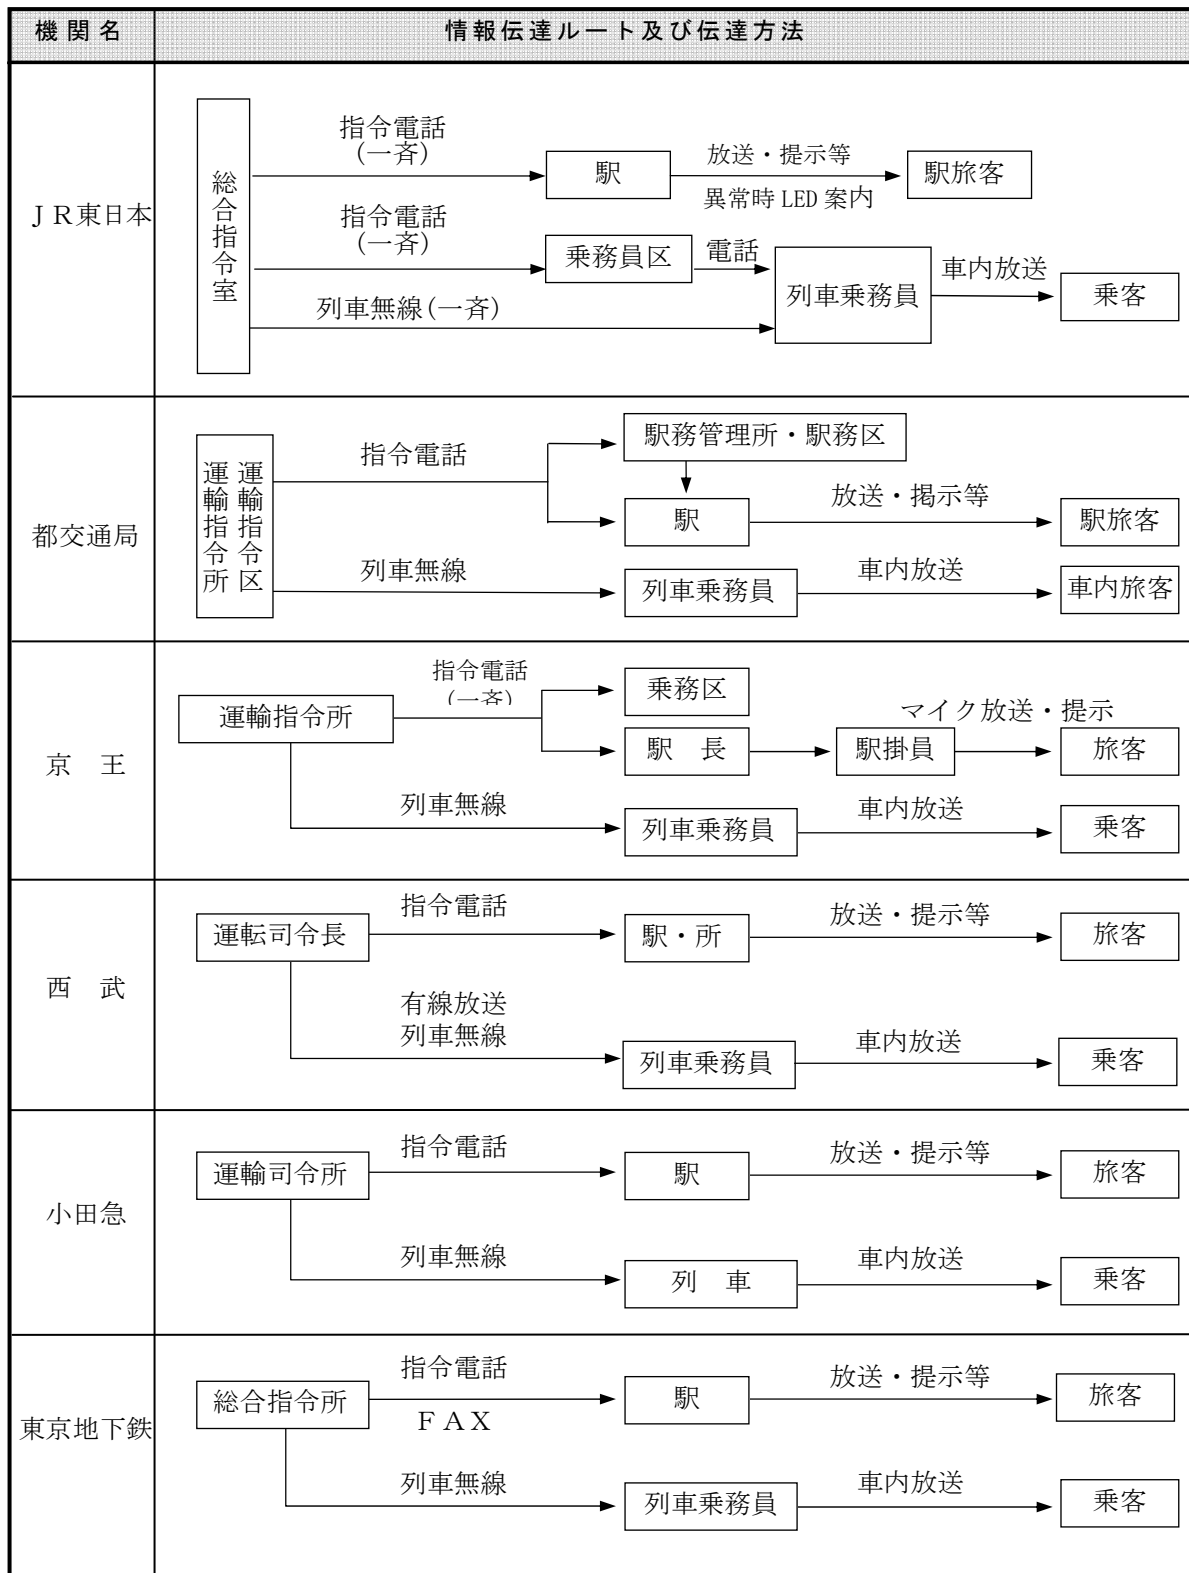 機関名
情報伝達ルート及び伝達方法
ＪＲ東日本
総合指令室
指令電話
(一斉)
駅
放送・提示等
異常時 LED 案内
駅旅客
指令電話
(一斉)
乗務員区
電話
列車乗務員
車内放送
乗客
列車無線(一斉)
都交通局
運輸指令区
運輸指令所
指令電話
駅務管理所・駅務区
駅
放送・掲示等
駅旅客
列車無線
列車乗務員
車内放送
車内旅客
京　王
運輸指令所
指令電話
(一斉)
乗務区
駅　長
駅掛員
マイク放送・提示
旅客
列車無線
列車乗務員
車内放送
乗客
西　武
運転司令長
指令電話
駅・所
放送・提示等
旅客
有線放送
列車無線
列車乗務員
車内放送
乗客
小田急
運輸司令所
指令電話
駅
放送・提示等
旅客
列車無線
列　車
車内放送
乗客
東京地下鉄
総合指令所
指令電話
ＦＡＸ
駅
放送・提示等
旅客
列車無線
列車乗務員
車内放送
乗客